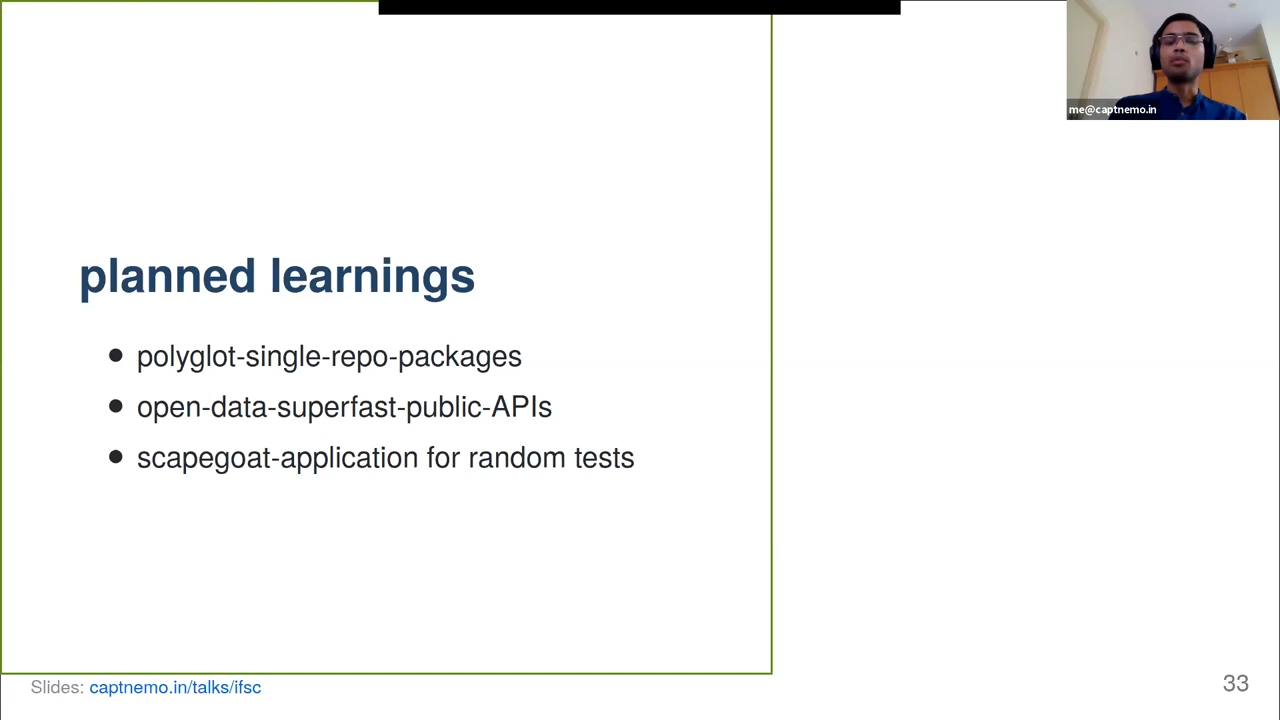 me@captnemo.in
planned learnings
polyglot-single-repo-packages
open-data-superfast-public-APIs
scapegoat-application for random tests
Slides: captnemo.in/talks/ifsc
33